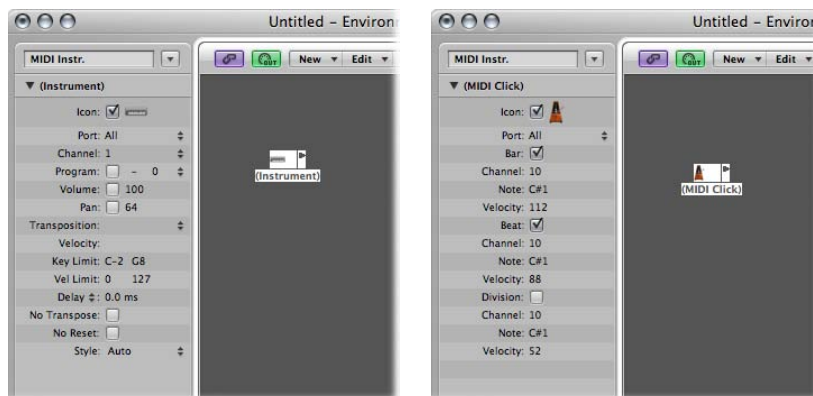 Untitled – Environ
MIDI Instr.
OUT
New
Edit
(Instrument)
Icon:
Port: All
Channel: 1
Program: – 0
Volume: 100
Pan: 64
Transposition:
Velocity:
Key Limit: C-2 G8
Vel Limit: 0 127
Delay : 0.0 ms
No Transpose:
No Reset:
Style: Auto
(Instrument)
Untitled – Enviror
MIDI Instr.
OUT
New
Edit
(MIDI Click)
Icon:
Port: All
Bar:
Channel: 10
Note: C#1
Velocity: 112
Beat:
Channel: 10
Note: C#1
Velocity: 88
Division:
Channel: 10
Note: C#1
Velocity: 52
(MIDI Click)